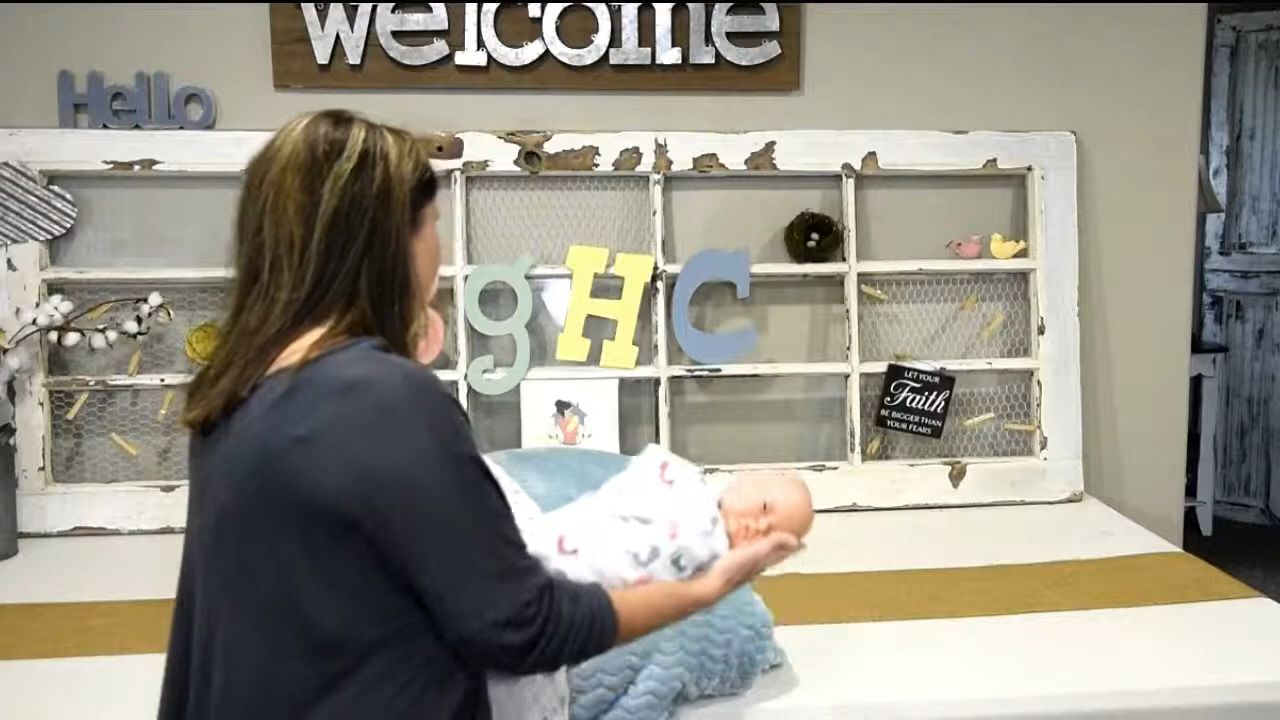 welcome
Hello
gHC
LET YOUR
Faith
BE BIGGER THAN
YOUR FEARS